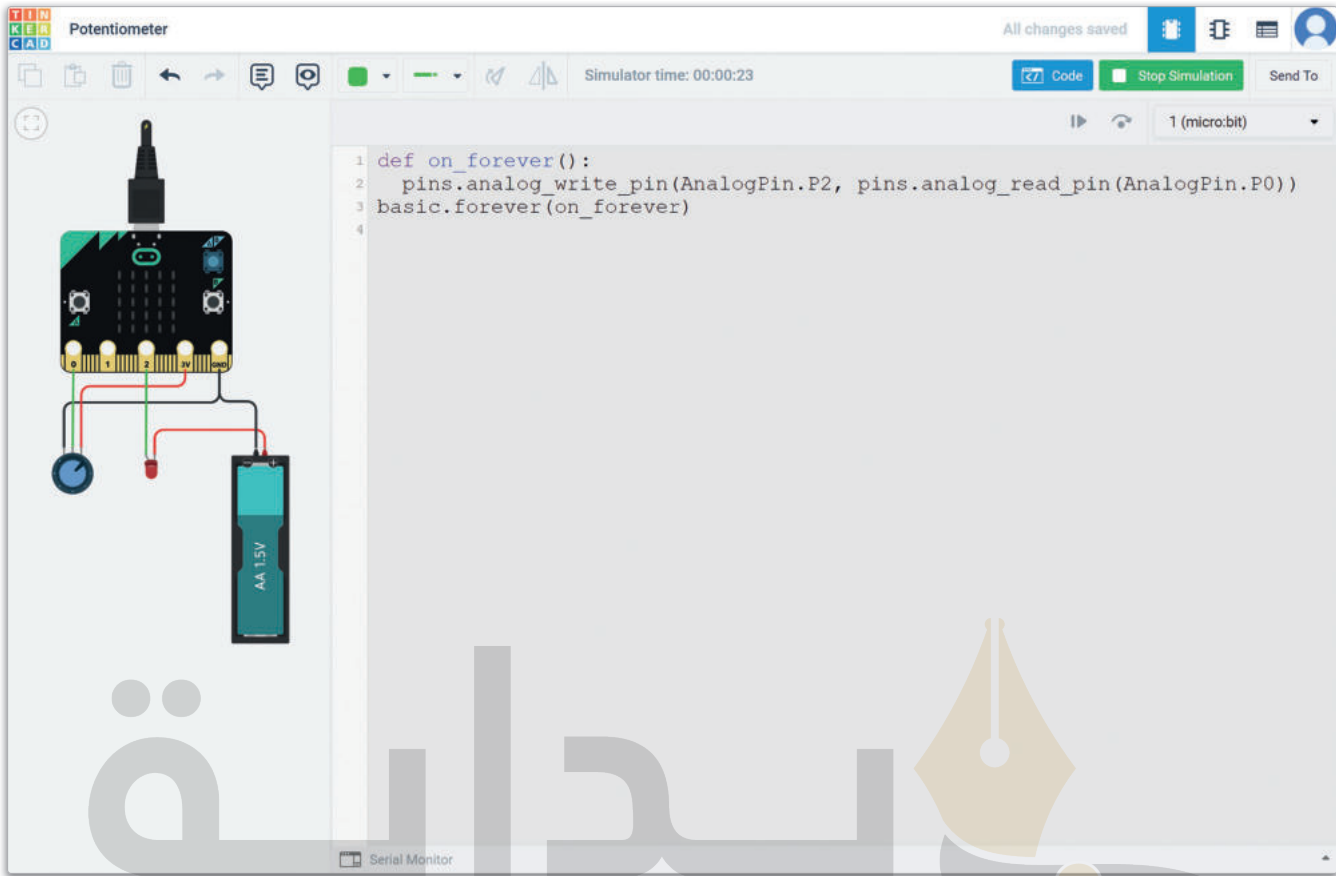 TIN
KER
CAD
Potentiometer
All changes saved
Simulator time: 00:00:23
Code
Stop Simulation
Send To
1 (micro:bit)
1 def on_forever():
2   pins.analog_write_pin(AnalogPin.P2, pins.analog_read_pin(AnalogPin.P0))
3 basic.forever(on_forever)
4
A B
B
A
0 1 2 3V GND
- +
AA 1.5V
بداية
Serial Monitor